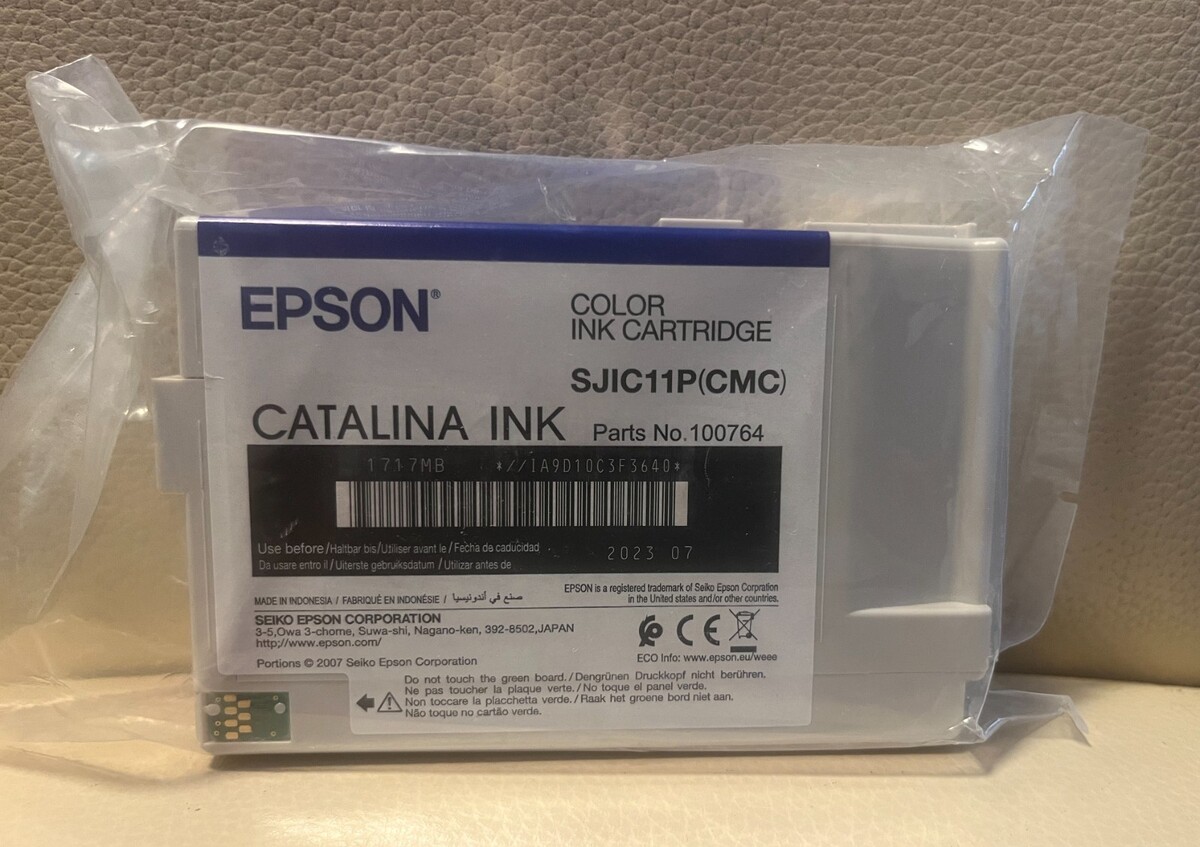 EPSON®
COLOR
INK CARTRIDGE
SJIC11P(CMC)
CATALINA INK
Parts No.100764
1717MB *//1A9D10C3F3640*
Use before/Haltbar bis/Utiliser avant le/Fecha de caducidad
Da usare entro il/Uiterste gebruiksdatum/Utilizar antes de
2023 07
EPSON is a registered trademark of Seiko Epson Corporation
in the United states and/or other countries.
MADE IN INDONESIA / FABRIQUÉ EN INDONÉSIE / صنع في أندونيسيا
SEIKO EPSON CORPORATION
3-5,Owa 3-chome, Suwa-shi, Nagano-ken, 392-8502,JAPAN
http://www.epson.com/
CE
ECO Info: www.epson.eu/weee
Portions © 2007 Seiko Epson Corporation
Do not touch the green board./Dengrünen Druckkopf nicht berühren.
Ne pas toucher la plaque verte./No toque el panel verde.
Non toccare la placchetta verde./Raak het groene bord niet aan.
Não toque no cartão verde.